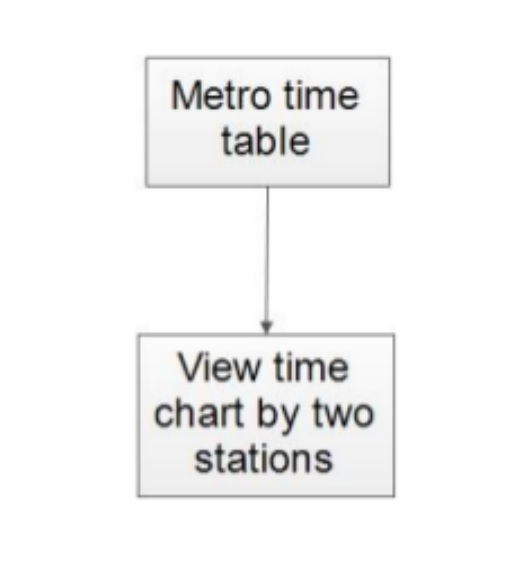 Metro time
table
View time
chart by two
stations